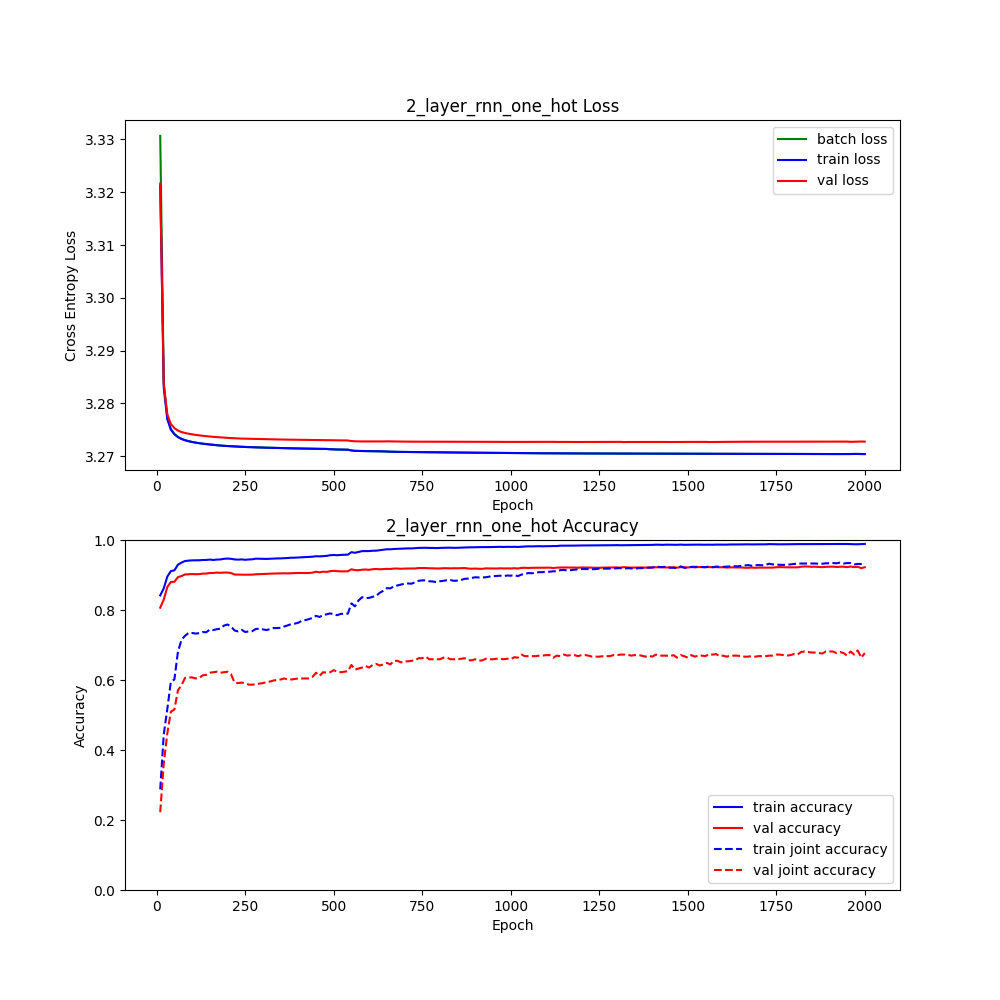 2_layer_rnn_one_hot Loss
3.33
3.32
3.31
3.30
3.29
3.28
3.27
Cross Entropy Loss
batch loss
train loss
val loss
0 250 500 750 1000 1250 1500 1750 2000
Epoch
2_layer_rnn_one_hot Accuracy
1.0
0.8
0.6
0.4
0.2
0.0
Accuracy
train accuracy
val accuracy
train joint accuracy
val joint accuracy
0 250 500 750 1000 1250 1500 1750 2000
Epoch